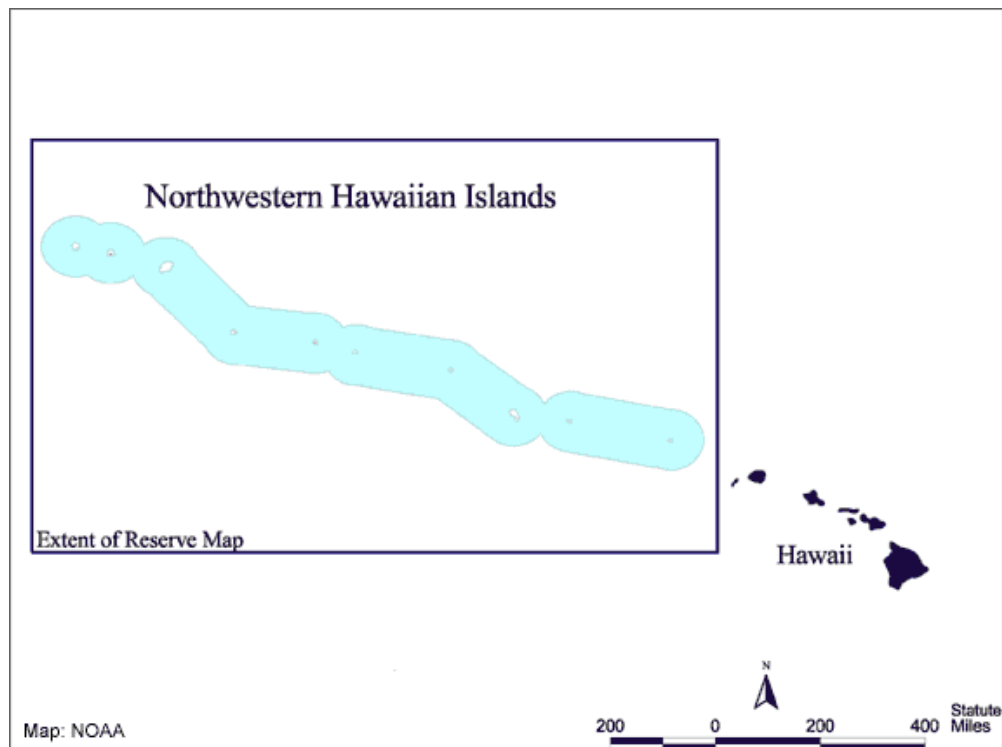 Northwestern Hawaiian Islands
Extent of Reserve Map
Hawaii
N
Map: NOAA
200 0 200 400
Statute
Miles